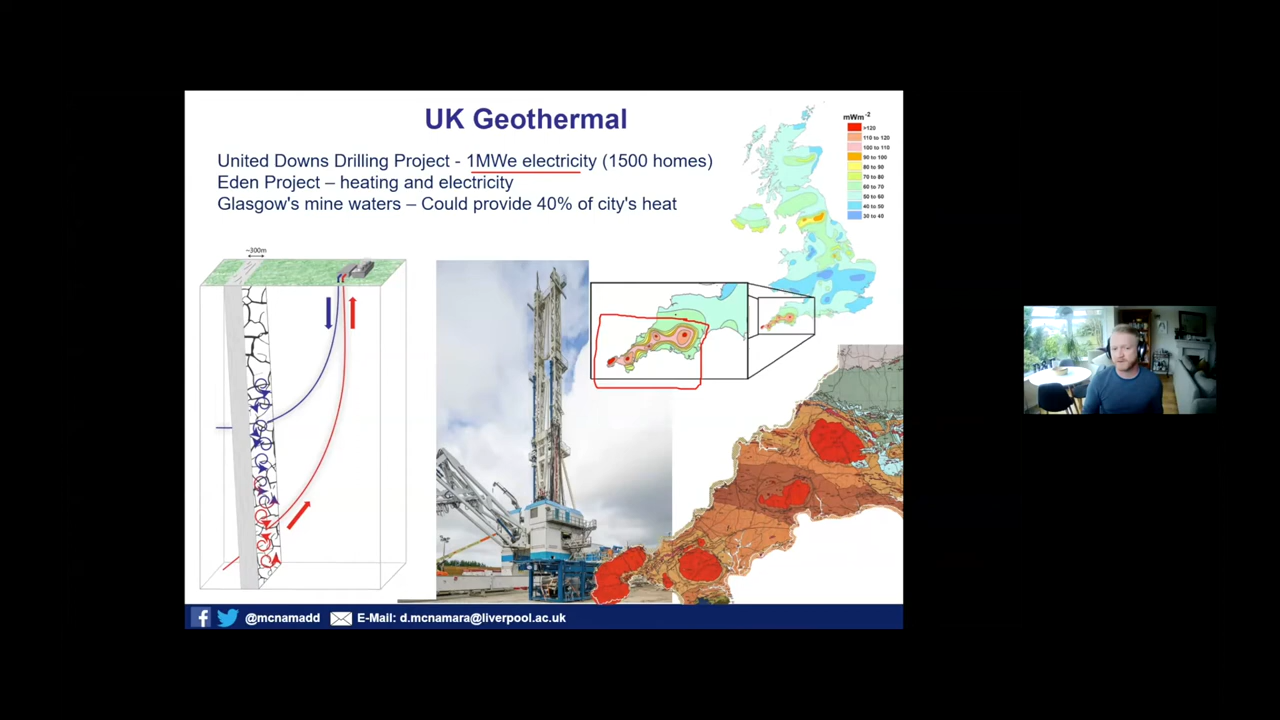 UK Geothermal
United Downs Drilling Project - 1MWe electricity (1500 homes)
Eden Project – heating and electricity
Glasgow's mine waters – Could provide 40% of city's heat
mWm-2
>120
110 to 120
100 to 110
90 to 100
80 to 90
70 to 80
60 to 70
50 to 60
40 to 50
30 to 40
~300m
@mcnamadd
E-Mail: d.mcnamara@liverpool.ac.uk